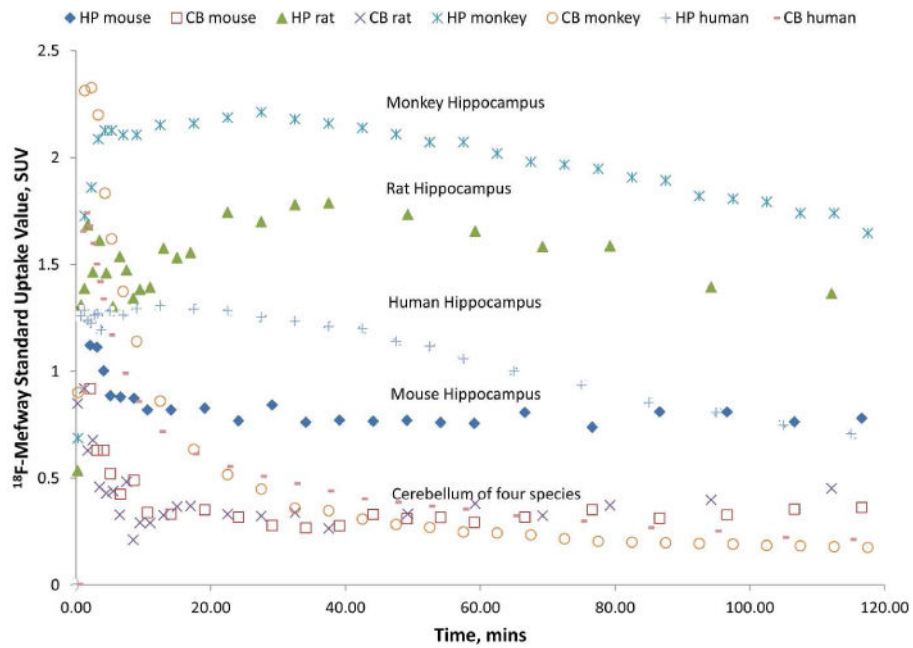 HP mouse CB mouse HP rat CB rat HP monkey CB monkey HP human CB human
2.5
2
1.5
1
0.5
0
¹⁸F-Mefway Standard Uptake Value, SUV
Monkey Hippocampus
Rat Hippocampus
Human Hippocampus
Mouse Hippocampus
Cerebellum of four species
0.00 20.00 40.00 60.00 80.00 100.00 120.00
Time, mins